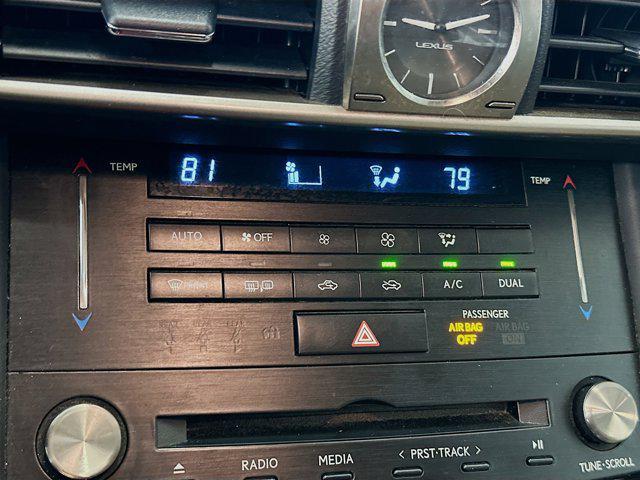 LEXUS
TEMP 81 79 TEMP
AUTO OFF
FRONT A/C DUAL
PASSENGER
AIR BAG AIR BAG
OFF ON
RADIO MEDIA < PRST·TRACK > TUNE·SCROLL